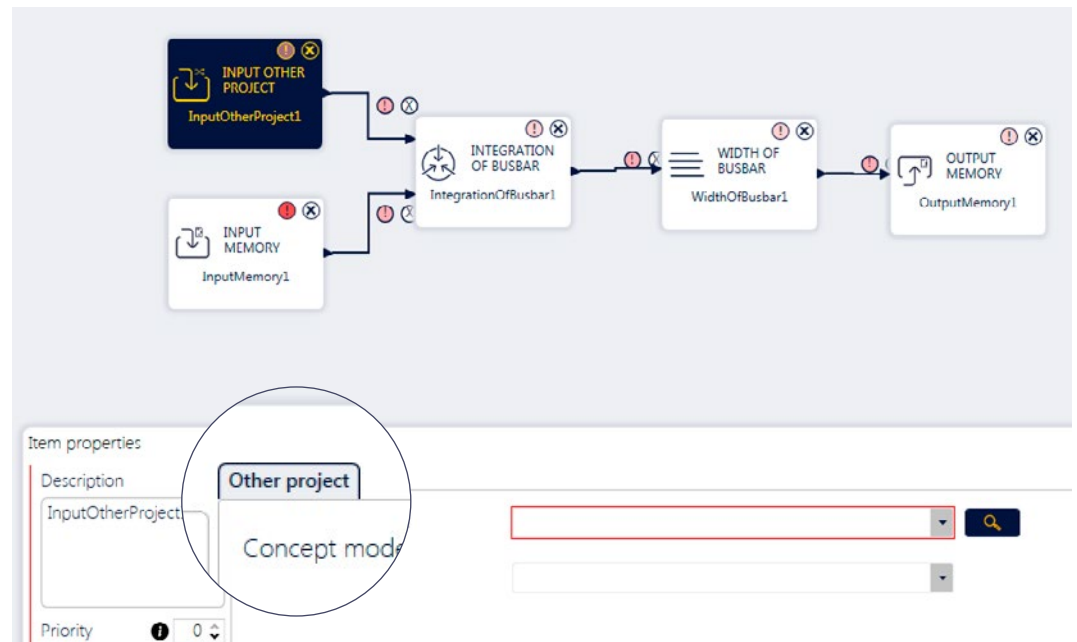 INPUT OTHER
PROJECT
InputOtherProject1
INPUT
MEMORY
InputMemory1
INTEGRATION
OF BUSBAR
IntegrationOfBusbar1
WIDTH OF
BUSBAR
WidthOfBusbar1
OUTPUT
MEMORY
OutputMemory1
Item properties
Description
Other project
InputOtherProject
Concept mode
Priority 0